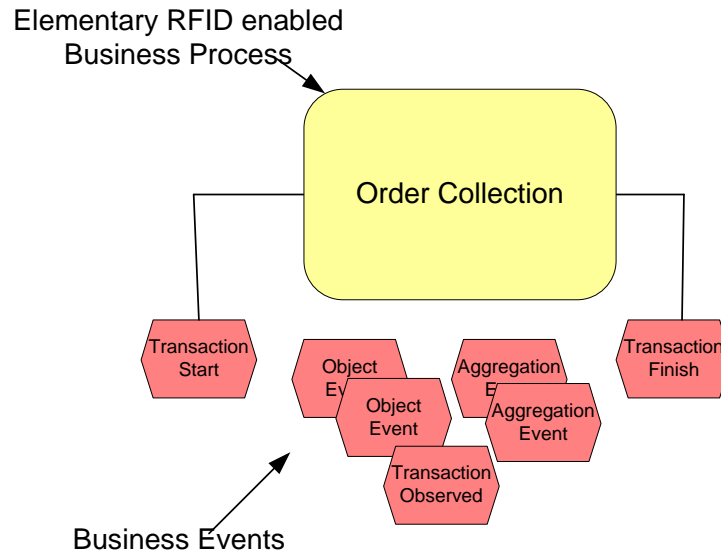 Elementary RFID enabled
Business Process
Order Collection
Transaction
Start
Object
Object
Event
Aggregation
Aggregation
Event
Transaction
Observed
Transaction
Finish
Business Events